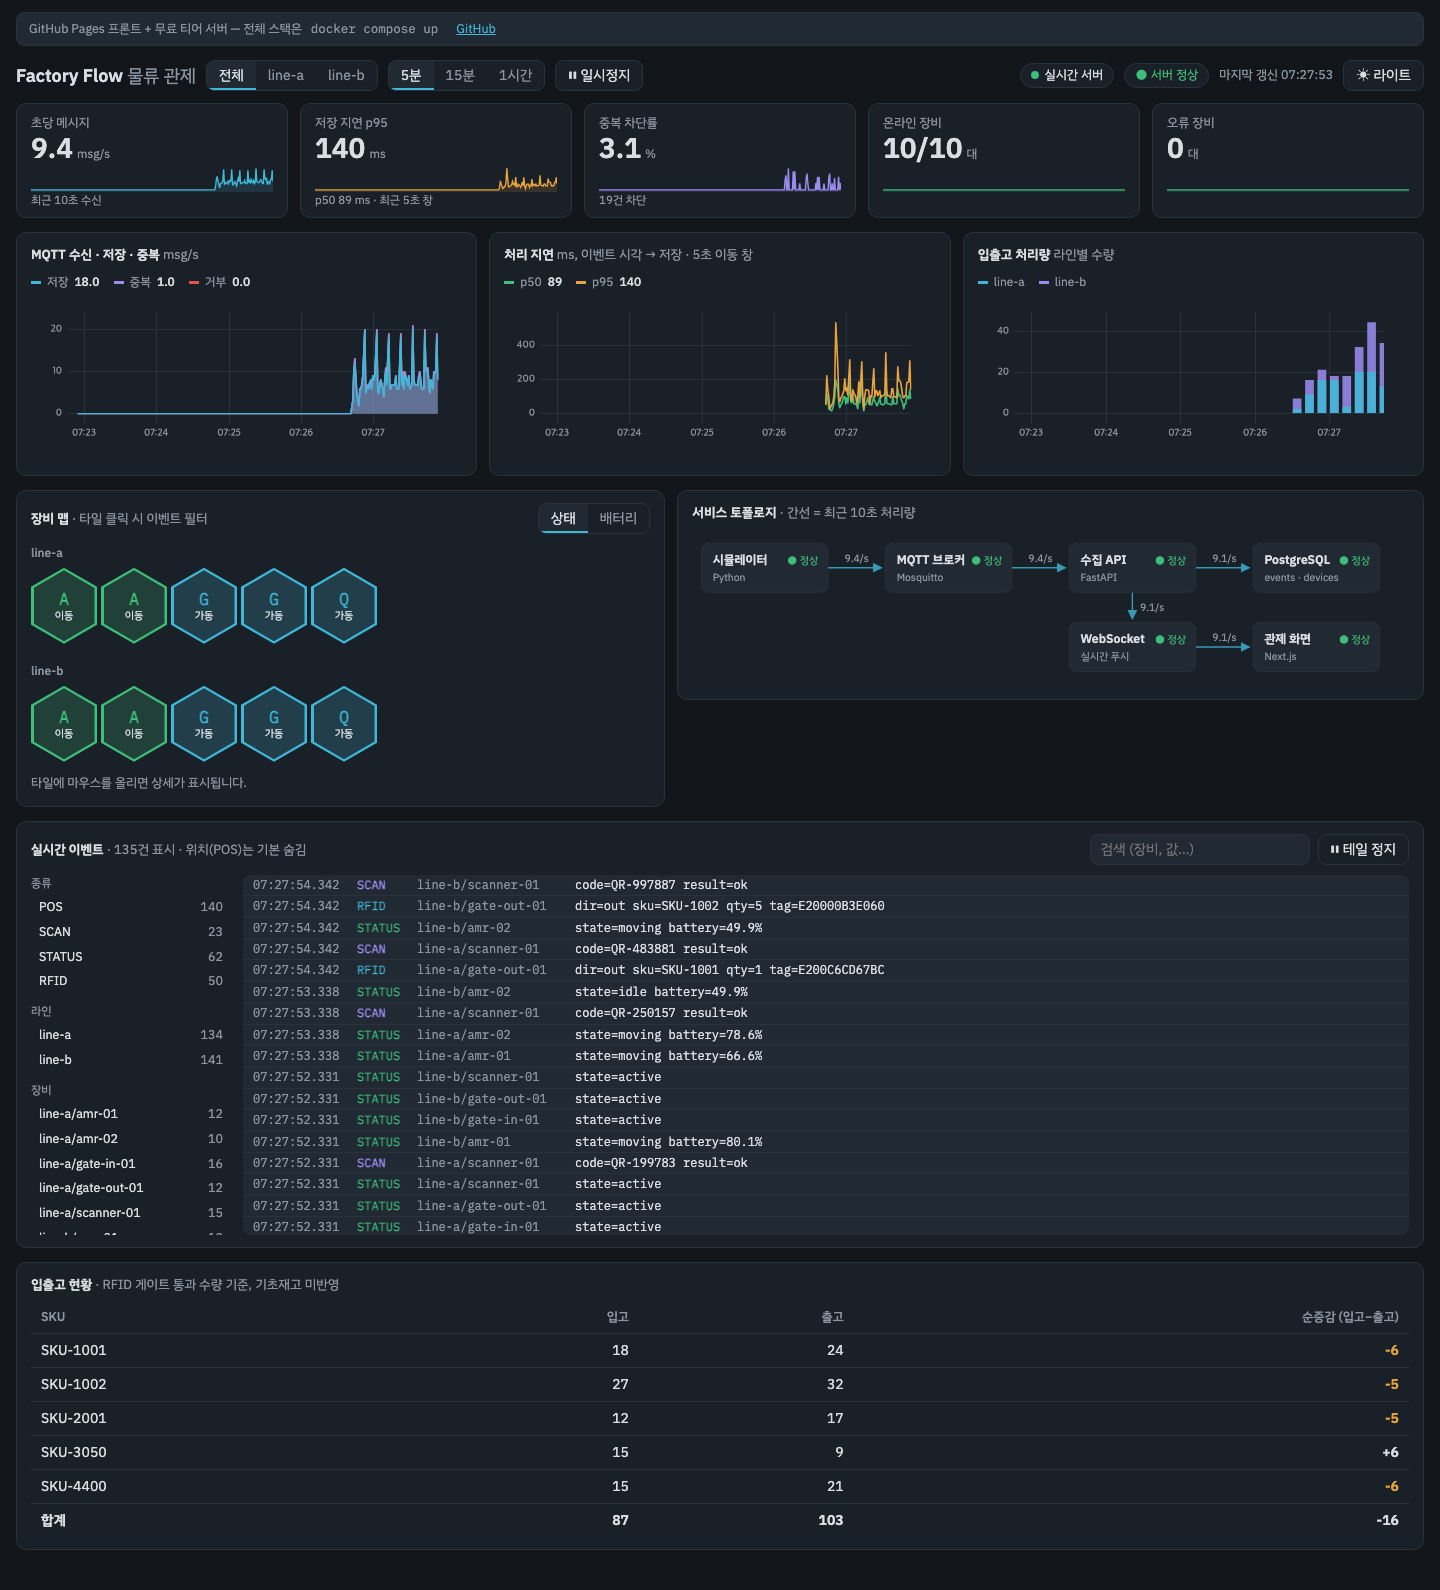 GitHub Pages 프론트 + 무료 티어 서버 — 전체 스택은 docker compose up GitHub
Factory Flow 물류 관제 전체 line-a line-b 5분 15분 1시간 일시정지 실시간 서버 서버 정상 마지막 갱신 07:27:53 라이트
초당 메시지
9.4 msg/s
최근 10초 수신
저장 지연 p95
140 ms
p50 89 ms · 최근 5초 창
중복 차단률
3.1 %
19건 차단
온라인 장비
10/10 대
오류 장비
0 대
MQTT 수신 · 저장 · 중복 msg/s
저장 18.0 중복 1.0 거부 0.0
20
10
0
07:23 07:24 07:25 07:26 07:27
처리 지연 ms, 이벤트 시각 → 저장 · 5초 이동 창
p50 89 p95 140
400
200
0
07:23 07:24 07:25 07:26 07:27
입출고 처리량 라인별 수량
line-a line-b
40
20
0
07:23 07:24 07:25 07:26 07:27
장비 맵 · 타일 클릭 시 이벤트 필터 상태 배터리
line-a
A A G G Q
이동 이동 가동 가동 가동
line-b
A A G G Q
이동 이동 가동 가동 가동
타일에 마우스를 올리면 상세가 표시됩니다.
서비스 토폴로지 · 간선 = 최근 10초 처리량
시뮬레이터 정상 9.4/s MQTT 브로커 정상 9.4/s 수집 API 정상 9.1/s PostgreSQL 정상
Python Mosquitto FastAPI events · devices
9.1/s
WebSocket 정상 9.1/s 관제 화면 정상
실시간 푸시 Next.js
실시간 이벤트 · 135건 표시 · 위치(POS)는 기본 숨김 검색 (장비, 값...) 테일 정지
종류
POS 140
SCAN 23
STATUS 62
RFID 50
라인
line-a 134
line-b 141
장비
line-a/amr-01 12
line-a/amr-02 10
line-a/gate-in-01 16
line-a/gate-out-01 12
line-a/scanner-01 15
07:27:54.342 SCAN line-b/scanner-01 code=QR-997887 result=ok
07:27:54.342 RFID line-b/gate-out-01 dir=out sku=SKU-1002 qty=5 tag=E20000B3E060
07:27:54.342 STATUS line-b/amr-02 state=moving battery=49.9%
07:27:54.342 SCAN line-a/scanner-01 code=QR-483881 result=ok
07:27:54.342 RFID line-a/gate-out-01 dir=out sku=SKU-1001 qty=1 tag=E200C6CD67BC
07:27:53.338 STATUS line-b/amr-02 state=idle battery=49.9%
07:27:53.338 SCAN line-a/scanner-01 code=QR-250157 result=ok
07:27:53.338 STATUS line-a/amr-02 state=moving battery=78.6%
07:27:53.338 STATUS line-a/amr-01 state=moving battery=66.6%
07:27:52.331 STATUS line-b/scanner-01 state=active
07:27:52.331 STATUS line-b/gate-out-01 state=active
07:27:52.331 STATUS line-b/gate-in-01 state=active
07:27:52.331 STATUS line-b/amr-01 state=moving battery=80.1%
07:27:52.331 SCAN line-a/scanner-01 code=QR-199783 result=ok
07:27:52.331 STATUS line-a/scanner-01 state=active
07:27:52.331 STATUS line-a/gate-out-01 state=active
07:27:52.331 STATUS line-a/gate-in-01 state=active
입출고 현황 · RFID 게이트 통과 수량 기준, 기초재고 미반영
SKU 입고 출고 순증감 (입고−출고)
SKU-1001 18 24 -6
SKU-1002 27 32 -5
SKU-2001 12 17 -5
SKU-3050 15 9 +6
SKU-4400 15 21 -6
합계 87 103 -16